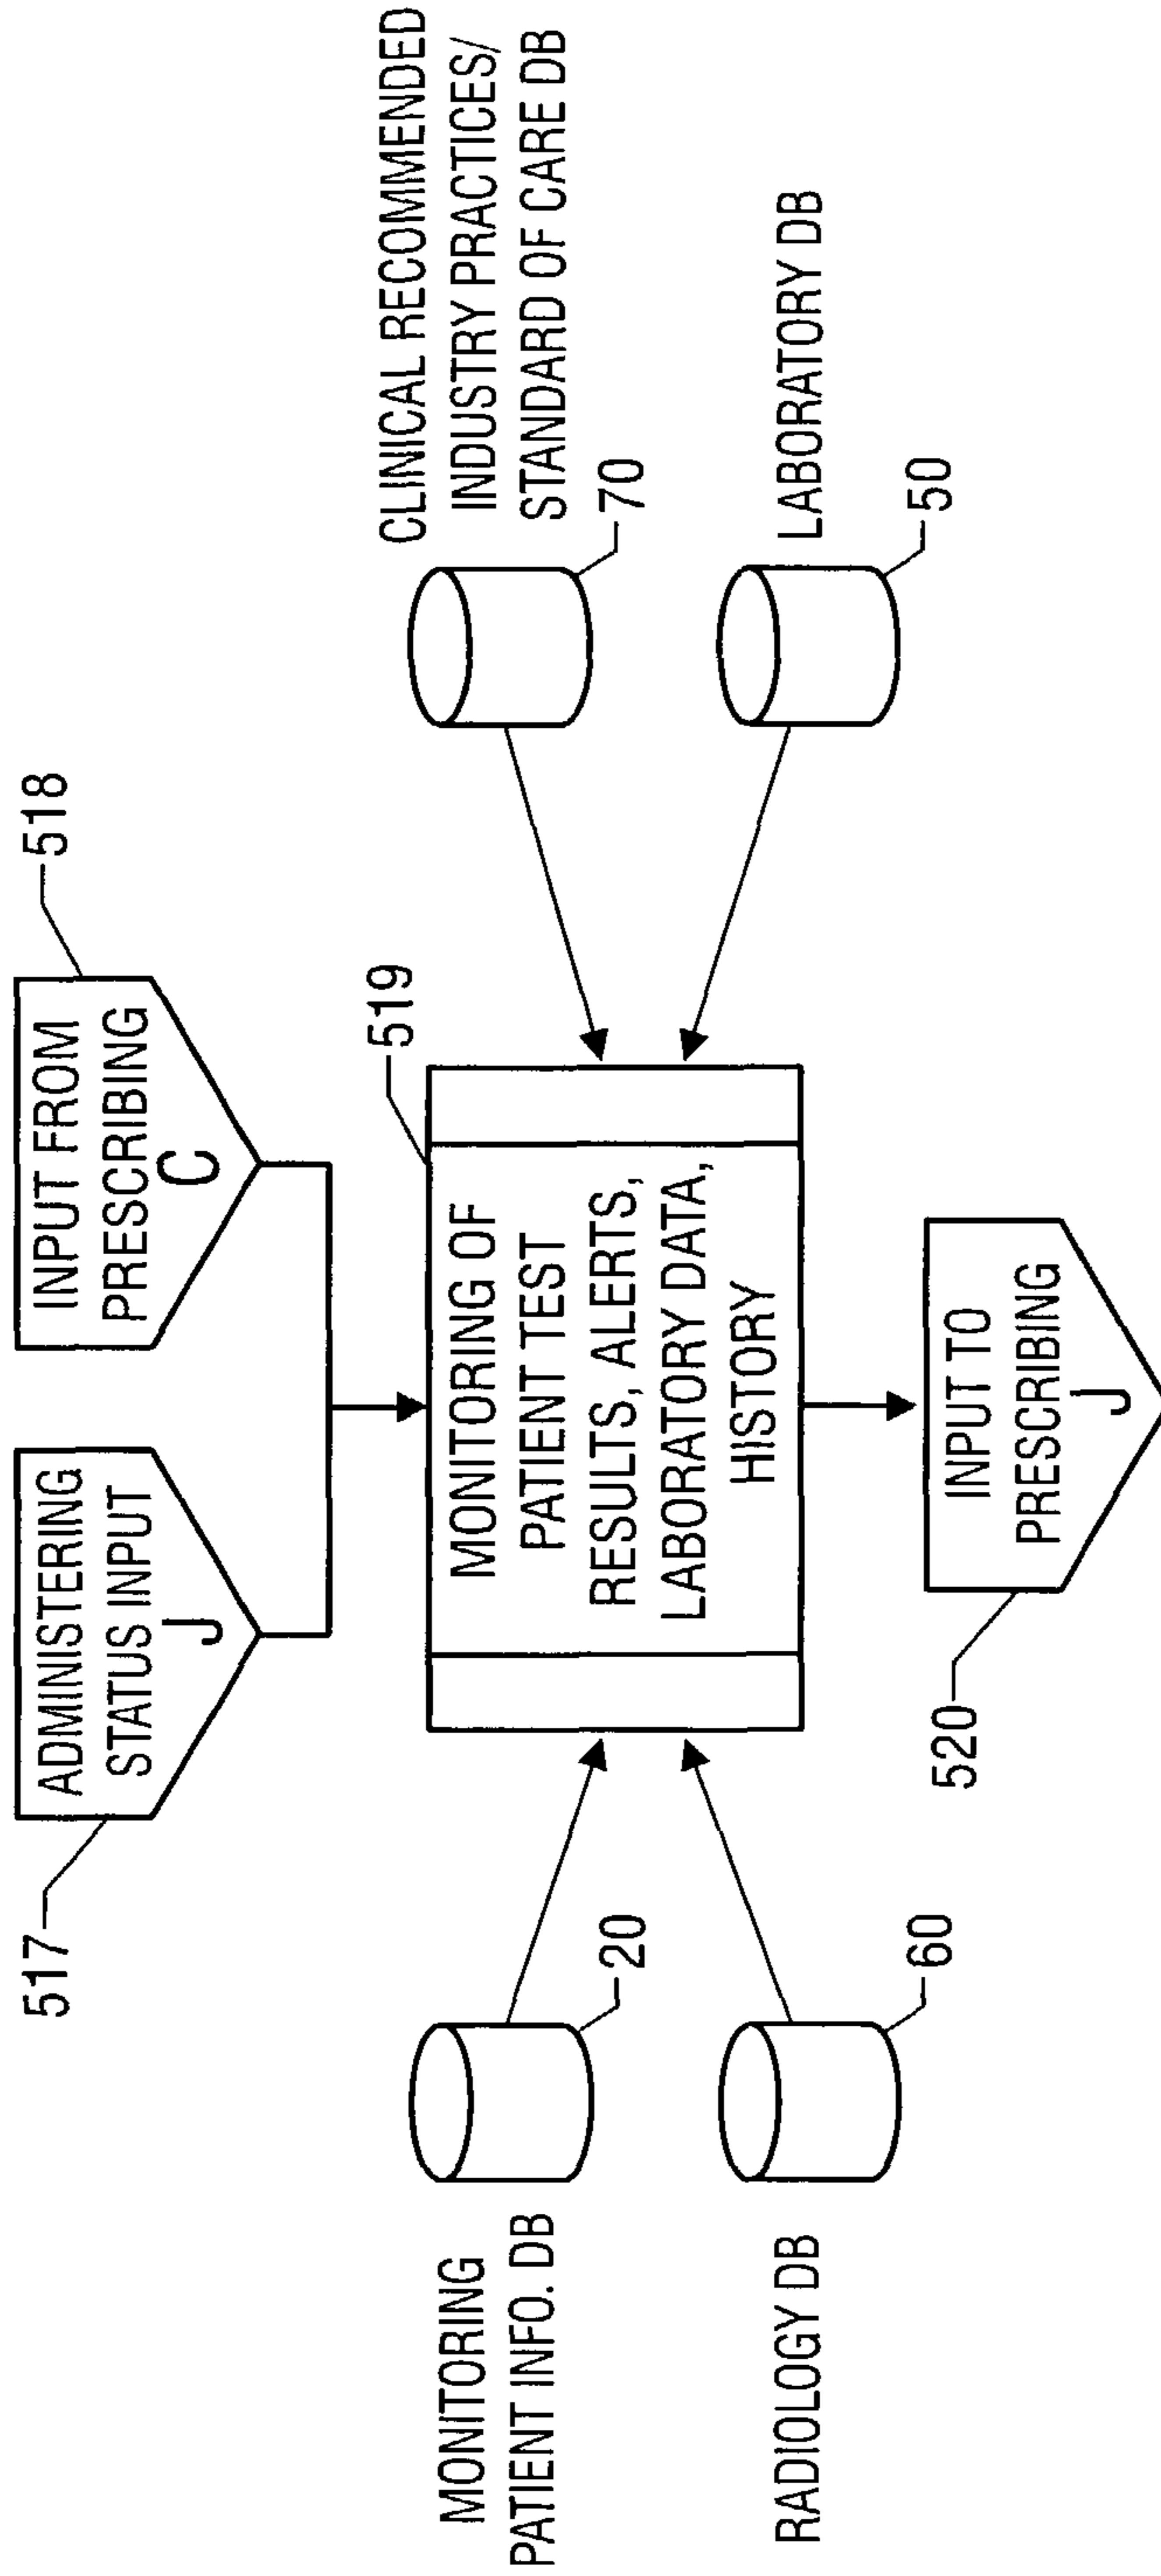 517
ADMINISTERING
STATUS INPUT
J
INPUT FROM
PRESCRIBING
C
518
519
MONITORING
PATIENT INFO. DB
20
MONITORING OF
PATIENT TEST
RESULTS, ALERTS,
LABORATORY DATA,
HISTORY
CLINICAL RECOMMENDED
INDUSTRY PRACTICES/
STANDARD OF CARE DB
70
RADIOLOGY DB
60
LABORATORY DB
50
520
INPUT TO
PRESCRIBING
J